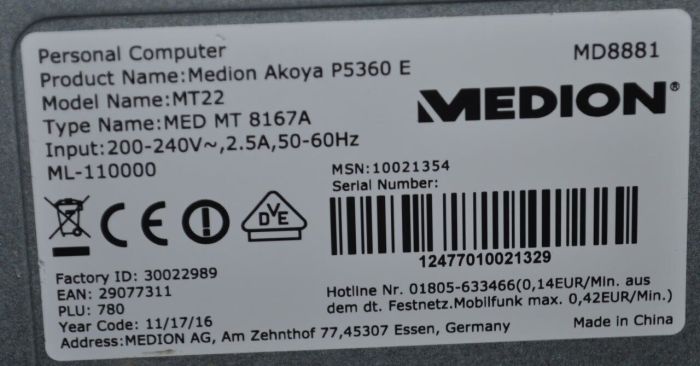 Personal Computer
MD8881
Product Name:Medion Akoya P5360 E
Model Name:MT22
MEDION®
Type Name:MED MT 8167A
Input:200-240V~,2.5A,50-60Hz
ML-110000
MSN:10021354
Serial Number:
CE
DVE
12477010021329
Factory ID: 30022989
EAN: 29077311
PLU: 780
Year Code: 11/17/16
Hotline Nr. 01805-633466(0,14EUR/Min. aus
dem dt. Festnetz.Mobilfunk max. 0,42EUR/Min.)
Address:MEDION AG, Am Zehnthof 77,45307 Essen, Germany
Made in China